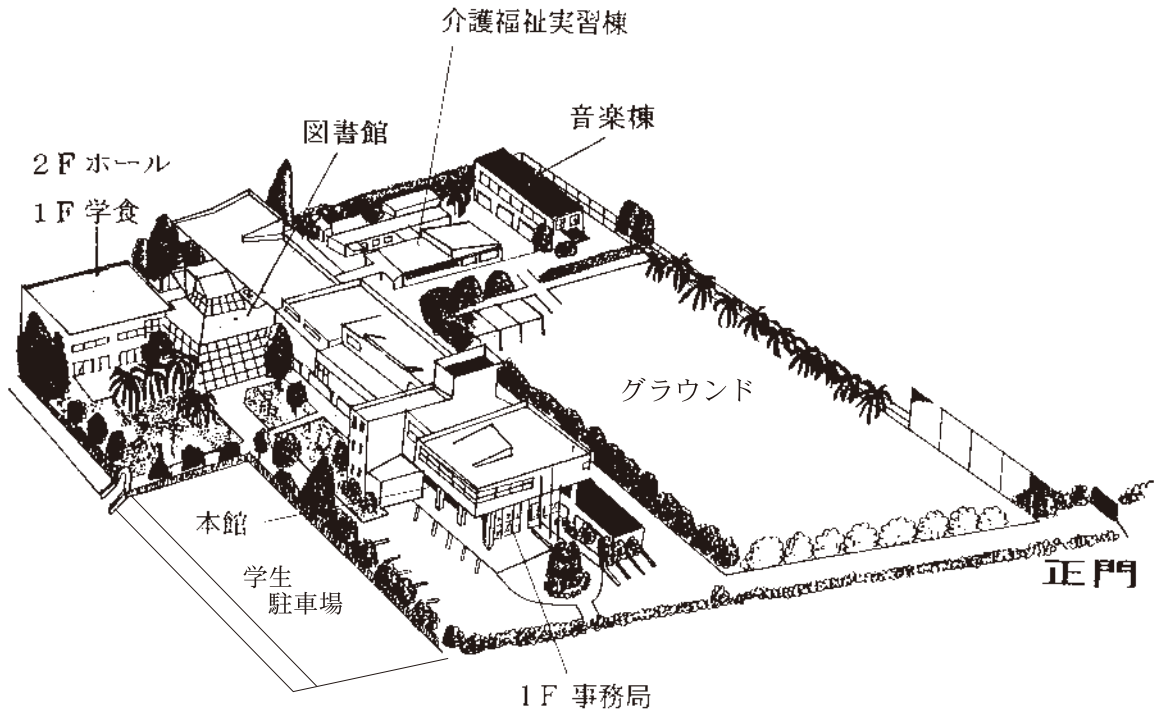 介護福祉実習棟
音楽棟
図書館
2F ホール
1F 学食
グラウンド
本館
学生
駐車場
正門
1F 事務局